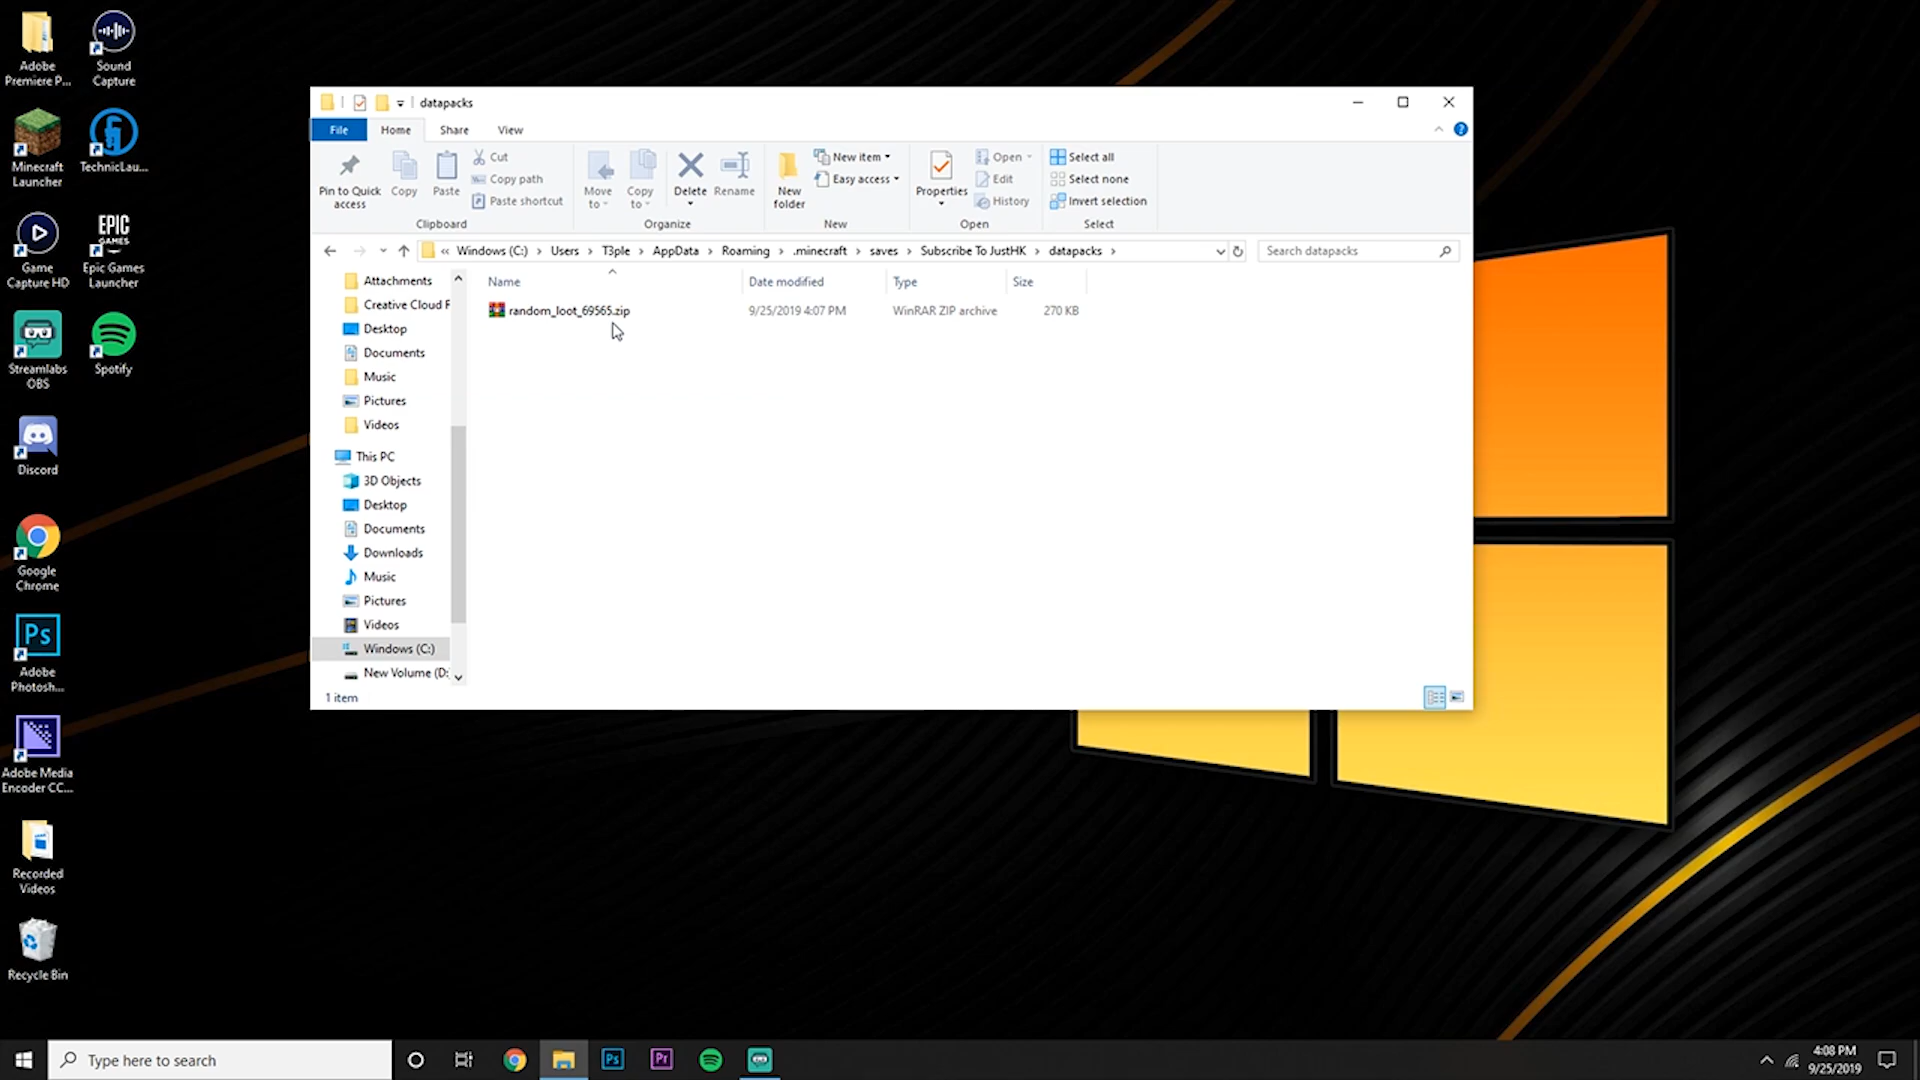 Adobe Premiere P...
Sound Capture
Minecraft Launcher
TechnicLau...
Game Capture HD
EPIC GAMES
Epic Games Launcher
Streamlabs OBS
Spotify
Discord
Google Chrome
Ps
Adobe Photosh...
Adobe Media Encoder CC...
Recorded Videos
Recycle Bin
datapacks
File Home Share View
Pin to Quick access
Copy
Paste
Cut
Copy path
Paste shortcut
Clipboard
Move to
Copy to
Delete
Rename
Organize
New folder
New item
Easy access
New
Properties
Open
Edit
History
Open
Select all
Select none
Invert selection
Select
« Windows (C:) › Users › T3ple › AppData › Roaming › .minecraft › saves › Subscribe To JustHK › datapacks ›
Search datapacks
Attachments
Creative Cloud F
Desktop
Documents
Music
Pictures
Videos
This PC
3D Objects
Desktop
Documents
Downloads
Music
Pictures
Videos
Windows (C:)
New Volume (D:
Name Date modified Type Size
random_loot_69565.zip 9/25/2019 4:07 PM WinRAR ZIP archive 270 KB
1 item
Type here to search
Ps
Pr
4:08 PM
9/25/2019